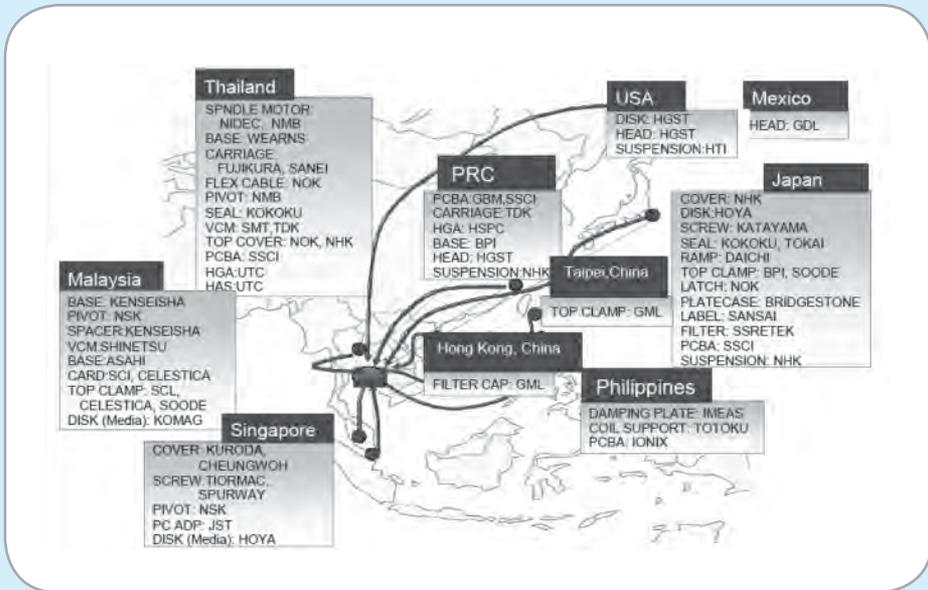 Thailand
SPNDLE MOTOR:
NIDEC, NMB
BASE: WEARNS
CARRIAGE:
FUJIKURA, SANEI
FLEX CABLE: NOK
PIVOT: NMB
SEAL: KOKOKU
VCM: SMT,TDK
TOP COVER: NOK, NHK
PCBA: SSCI
HGA:UTC
HAS:UTC
USA
DISK: HGST
HEAD: HGST
SUSPENSION:HTI
Mexico
HEAD: GDL
PRC
PCBA:GBM,SSCI
CARRIAGE:TDK
HGA: HSPC
BASE: BPI
HEAD: HGST
SUSPENSION:NHK
Japan
COVER: NHK
DISK:HOYA
SCREW: KATAYAMA
SEAL: KOKOKU, TOKAI
RAMP: DAICHI
TOP CLAMP: BPI, SOODE
LATCH: NOK
PLATECASE: BRIDGESTONE
LABEL: SANSAI
FILTER: SSRETEK
PCBA: SSCI
SUSPENSION: NHK
Taipei,China
TOP CLAMP: GML
Malaysia
BASE: KENSEISHA
PIVOT: NSK
SPACER:KENSEISHA
VCM:SHINETSU
BASE:ASAHI
CARD:SCI, CELESTICA
TOP CLAMP: SCL,
CELESTICA, SOODE
DISK (Media): KOMAG
Hong Kong, China
FILTER CAP: GML
Philippines
DAMPING PLATE: IMEAS
COIL SUPPORT: TOTOKU
PCBA: IONIX
Singapore
COVER: KURODA,
CHEUNGWOH
SCREW:TIORMAC,
SPURWAY
PIVOT: NSK
PC ADP: JST
DISK (Media): HOYA